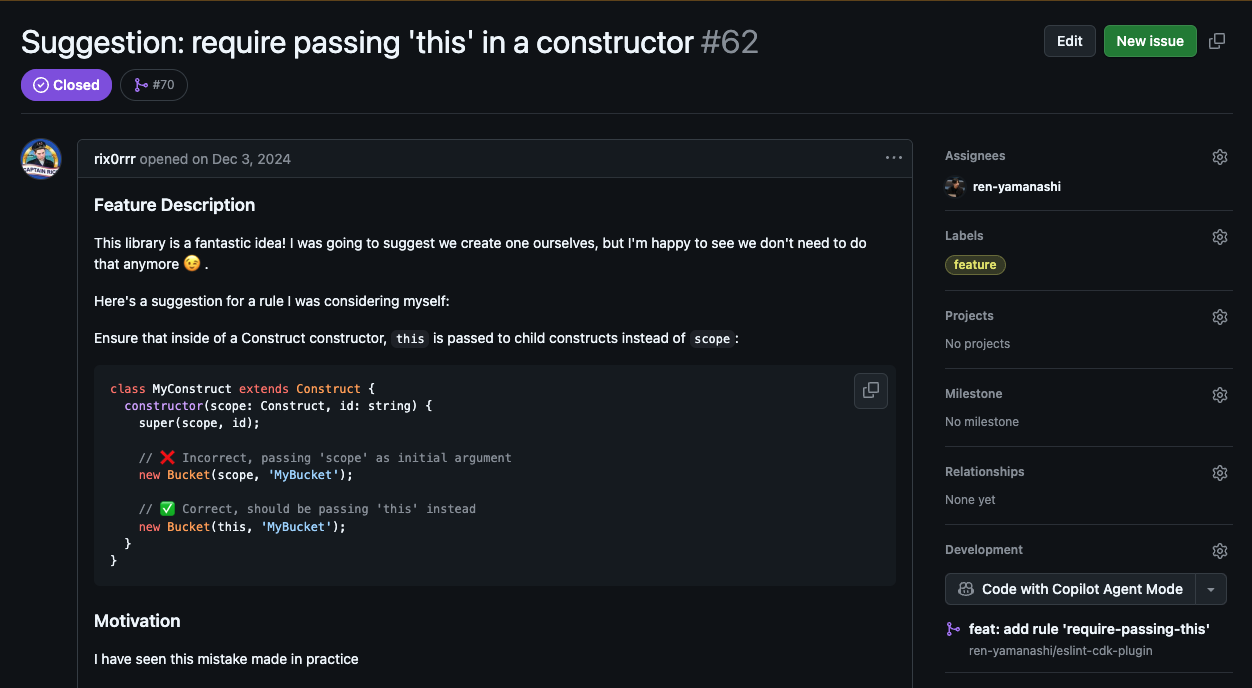 Suggestion: require passing 'this' in a constructor #62
Edit
New issue
Closed
#70
CAPTAIN RIC
rix0rrr opened on Dec 3, 2024
Feature Description
This library is a fantastic idea! I was going to suggest we create one ourselves, but I'm happy to see we don't need to do
that anymore 😉 .
Here's a suggestion for a rule I was considering myself:
Ensure that inside of a Construct constructor, this is passed to child constructs instead of scope :
class MyConstruct extends Construct {
constructor(scope: Construct, id: string) {
super(scope, id);
// ❌ Incorrect, passing 'scope' as initial argument
new Bucket(scope, 'MyBucket');
// ✅ Correct, should be passing 'this' instead
new Bucket(this, 'MyBucket');
}
}
Motivation
I have seen this mistake made in practice
Assignees
ren-yamanashi
Labels
feature
Projects
No projects
Milestone
No milestone
Relationships
None yet
Development
Code with Copilot Agent Mode
feat: add rule 'require-passing-this'
ren-yamanashi/eslint-cdk-plugin